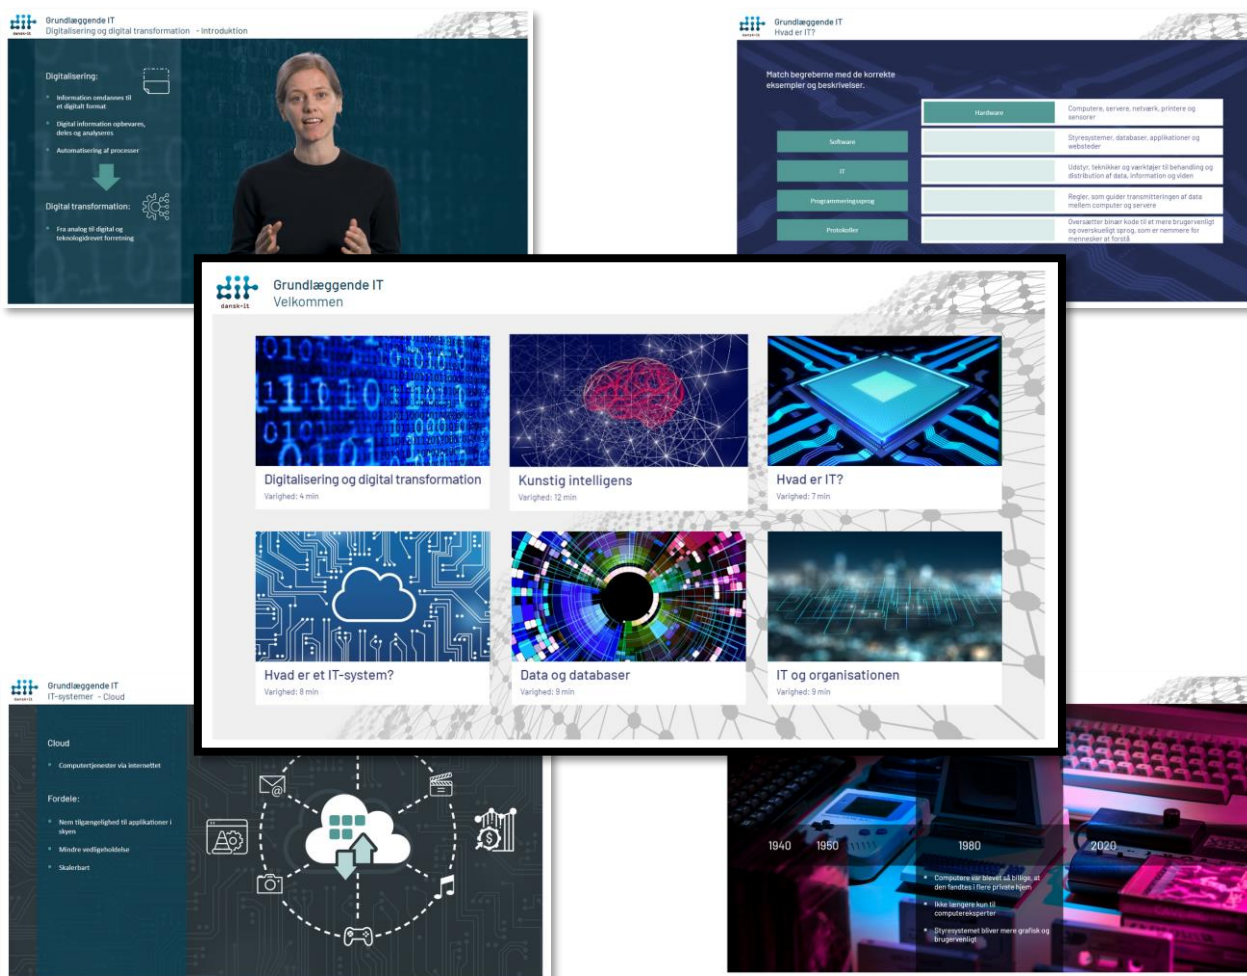 dansk-it
Grundlæggende IT
Digitalisering og digital transformation - Introduktion
Digitalisering:
Information omdannes til
et digitalt format
Digital information opbevares,
deles og analyseres
Automatisering af processer
Digital transformation:
Fra analog til digital og
teknologidrevet forretning
dansk-it
Grundlæggende IT
Hvad er IT?
Match begreberne med de korrekte
eksempler og beskrivelser.
Hardware
Computere, servere, netværk, printere og
sensorer
Software
Styresystemer, databaser, applikationer og
websteder
IT
Udstyr, teknikker og værktøjer til behandling og
distribution af data, information og viden
Programmeringssprog
Regler, som guider transmitteringen af data
mellem computer og servere
Protokoller
Oversætter binær kode til et mere brugervenligt
og overskueligt sprog, som er nemmere for
mennesker at forstå
dansk-it
Grundlæggende IT
Velkommen
Digitalisering og digital transformation
Varighed: 4 min
Kunstig intelligens
Varighed: 12 min
Hvad er IT?
Varighed: 7 min
Hvad er et IT-system?
Varighed: 8 min
Data og databaser
Varighed: 9 min
IT og organisationen
Varighed: 9 min
dansk-it
Grundlæggende IT
IT-systemer - Cloud
Cloud
Computertjenester via internettet
Fordele:
Nem tilgængelighed til applikationer i
skyen
Mindre vedligeholdelse
Skalerbart
1940 1950 1980 2020
Computere var blevet så billige, at
den fandtes i flere private hjem
Ikke længere kun til
computereksperter
Styresystemet bliver mere grafisk og
brugervenligt